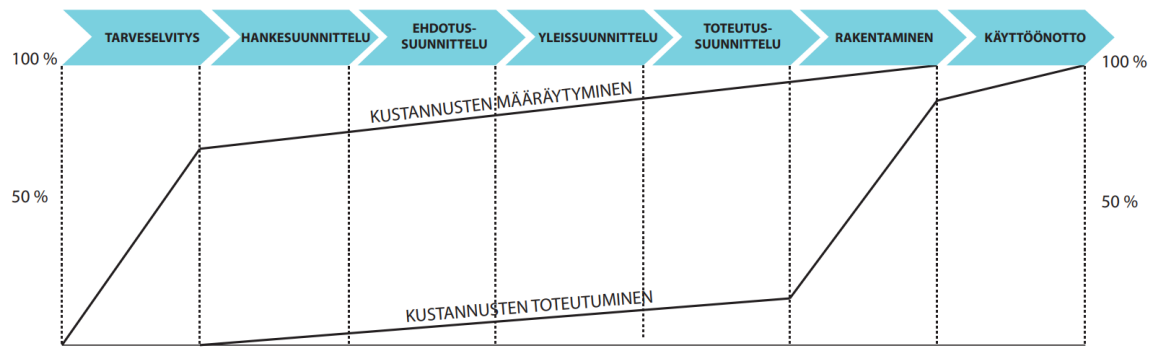 TARVESELVITYS
HANKESUUNNITTELU
EHDOTUS-
SUUNNITTELU
YLEISSUUNNITTELU
TOTEUTUS-
SUUNNITTELU
RAKENTAMINEN
KÄYTTÖÖNOTTO
100 %
100 %
KUSTANNUSTEN MÄÄRÄYTYMINEN
50 %
50 %
KUSTANNUSTEN TOTEUTUMINEN